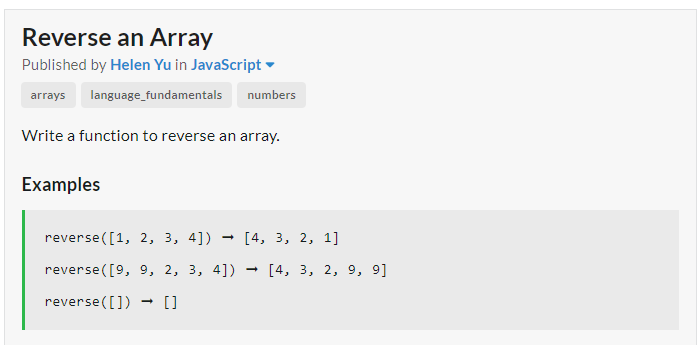 Reverse an Array
Published by Helen Yu in JavaScript
arrays language_fundamentals numbers
Write a function to reverse an array.
Examples
reverse([1, 2, 3, 4]) ➞ [4, 3, 2, 1]
reverse([9, 9, 2, 3, 4]) ➞ [4, 3, 2, 9, 9]
reverse([]) ➞ []